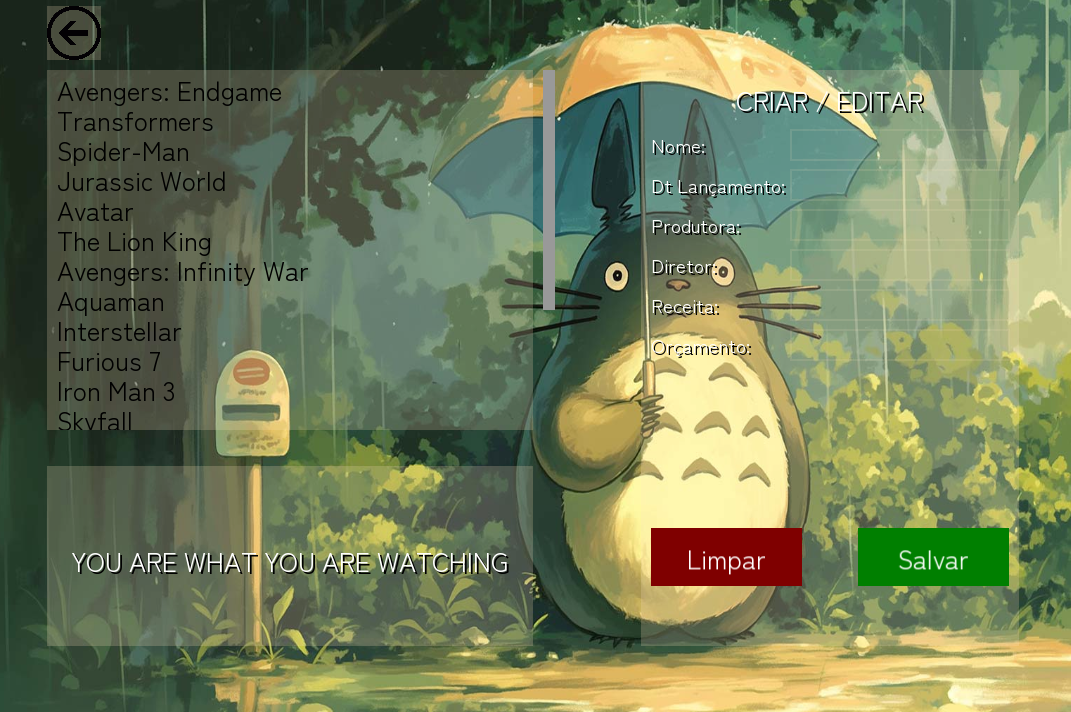 Avengers: Endgame
Transformers
Spider-Man
Jurassic World
Avatar
The Lion King
Avengers: Infinity War
Aquaman
Interstellar
Furious 7
Iron Man 3
Skyfall
YOU ARE WHAT YOU ARE WATCHING
CRIAR / EDITAR
Nome:
Dt Lançamento:
Produtora:
Diretor:
Receita:
Orçamento:
Limpar
Salvar